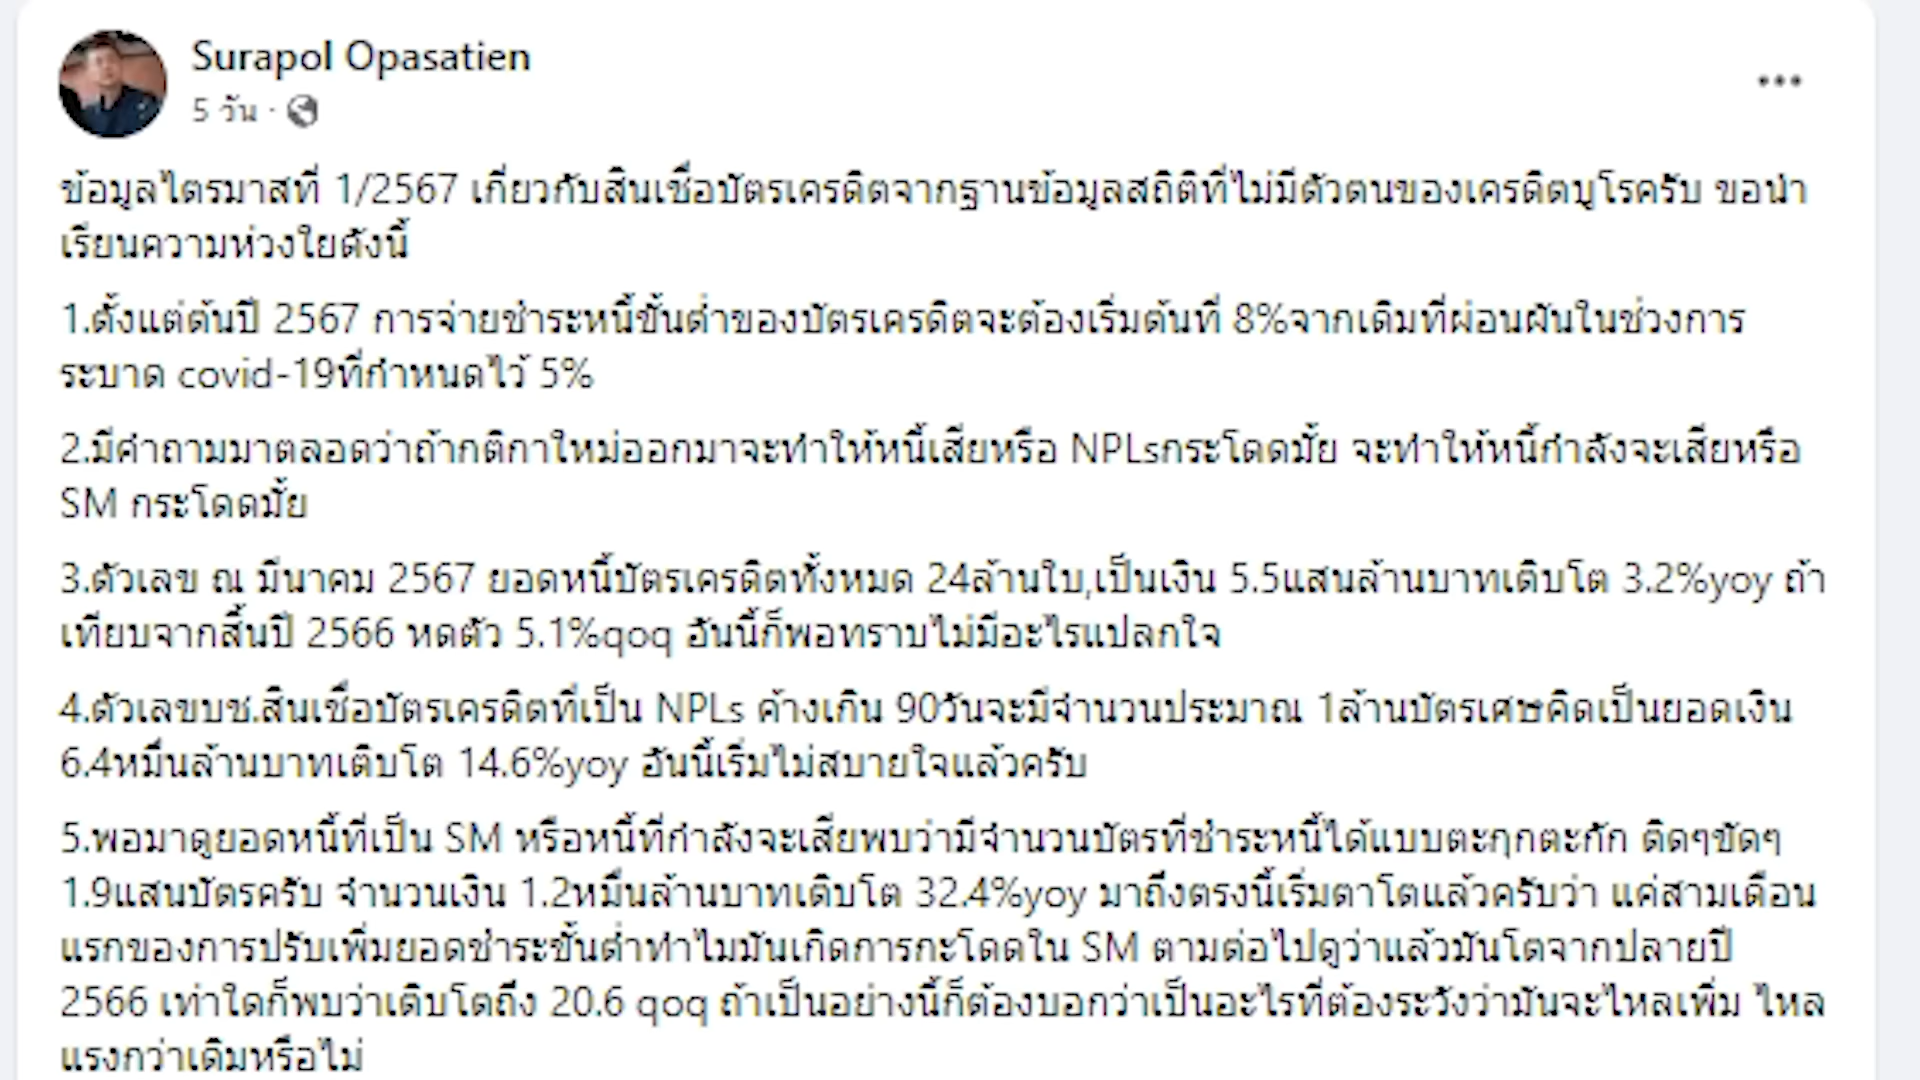 Surapol Opasatien
5 วัน ·
ข้อมูลไตรมาสที่ 1/2567 เกี่ยวกับสินเชื่อบัตรเครดิตจากฐานข้อมูลสถิติที่ไม่มีตัวตนของเครดิตบูโรครับ ขอนำ
เรียนความห่วงใยดังนี้
1.ตั้งแต่ต้นปี 2567 การจ่ายชำระหนี้ขั้นต่ำของบัตรเครดิตจะต้องเริ่มต้นที่ 8%จากเดิมที่ผ่อนผันในช่วงการ
ระบาด covid-19ที่กำหนดไว้ 5%
2.มีคำถามมาตลอดว่าถ้ากติกาใหม่ออกมาจะทำให้หนี้เสียหรือ NPLsกระโดดมั้ย จะทำให้หนี้กำลังจะเสียหรือ
SM กระโดดมั้ย
3.ตัวเลข ณ มีนาคม 2567 ยอดหนี้บัตรเครดิตทั้งหมด 24ล้านใบ,เป็นเงิน 5.5แสนล้านบาทเติบโต 3.2%yoy ถ้า
เทียบจากสิ้นปี 2566 หดตัว 5.1%qoq อันนี้ก็พอทราบไม่มีอะไรแปลกใจ
4.ตัวเลขบช.สินเชื่อบัตรเครดิตที่เป็น NPLs ค้างเกิน 90วันจะมีจำนวนประมาณ 1ล้านบัตรเศษคิดเป็นยอดเงิน
6.4หมื่นล้านบาทเติบโต 14.6%yoy อันนี้เริ่มไม่สบายใจแล้วครับ
5.พอมาดูยอดหนี้ที่เป็น SM หรือหนี้ที่กำลังจะเสียพบว่ามีจำนวนบัตรที่ชำระหนี้ได้แบบตะกุกตะกัก ติดๆขัดๆ
1.9แสนบัตรครับ จำนวนเงิน 1.2หมื่นล้านบาทเติบโต 32.4%yoy มาถึงตรงนี้เริ่มตาโตแล้วครับว่า แค่สามเดือน
แรกของการปรับเพิ่มยอดชำระขั้นต่ำทำไมมันเกิดการกะโดดใน SM ตามต่อไปดูว่าแล้วมันโตจากปลายปี
2566 เท่าใดก็พบว่าเติบโตถึง 20.6 qoq ถ้าเป็นอย่างนี้ก็ต้องบอกว่าเป็นอะไรที่ต้องระวังว่ามันจะไหลเพิ่ม ไหล
แรงกว่าเดิมหรือไม่